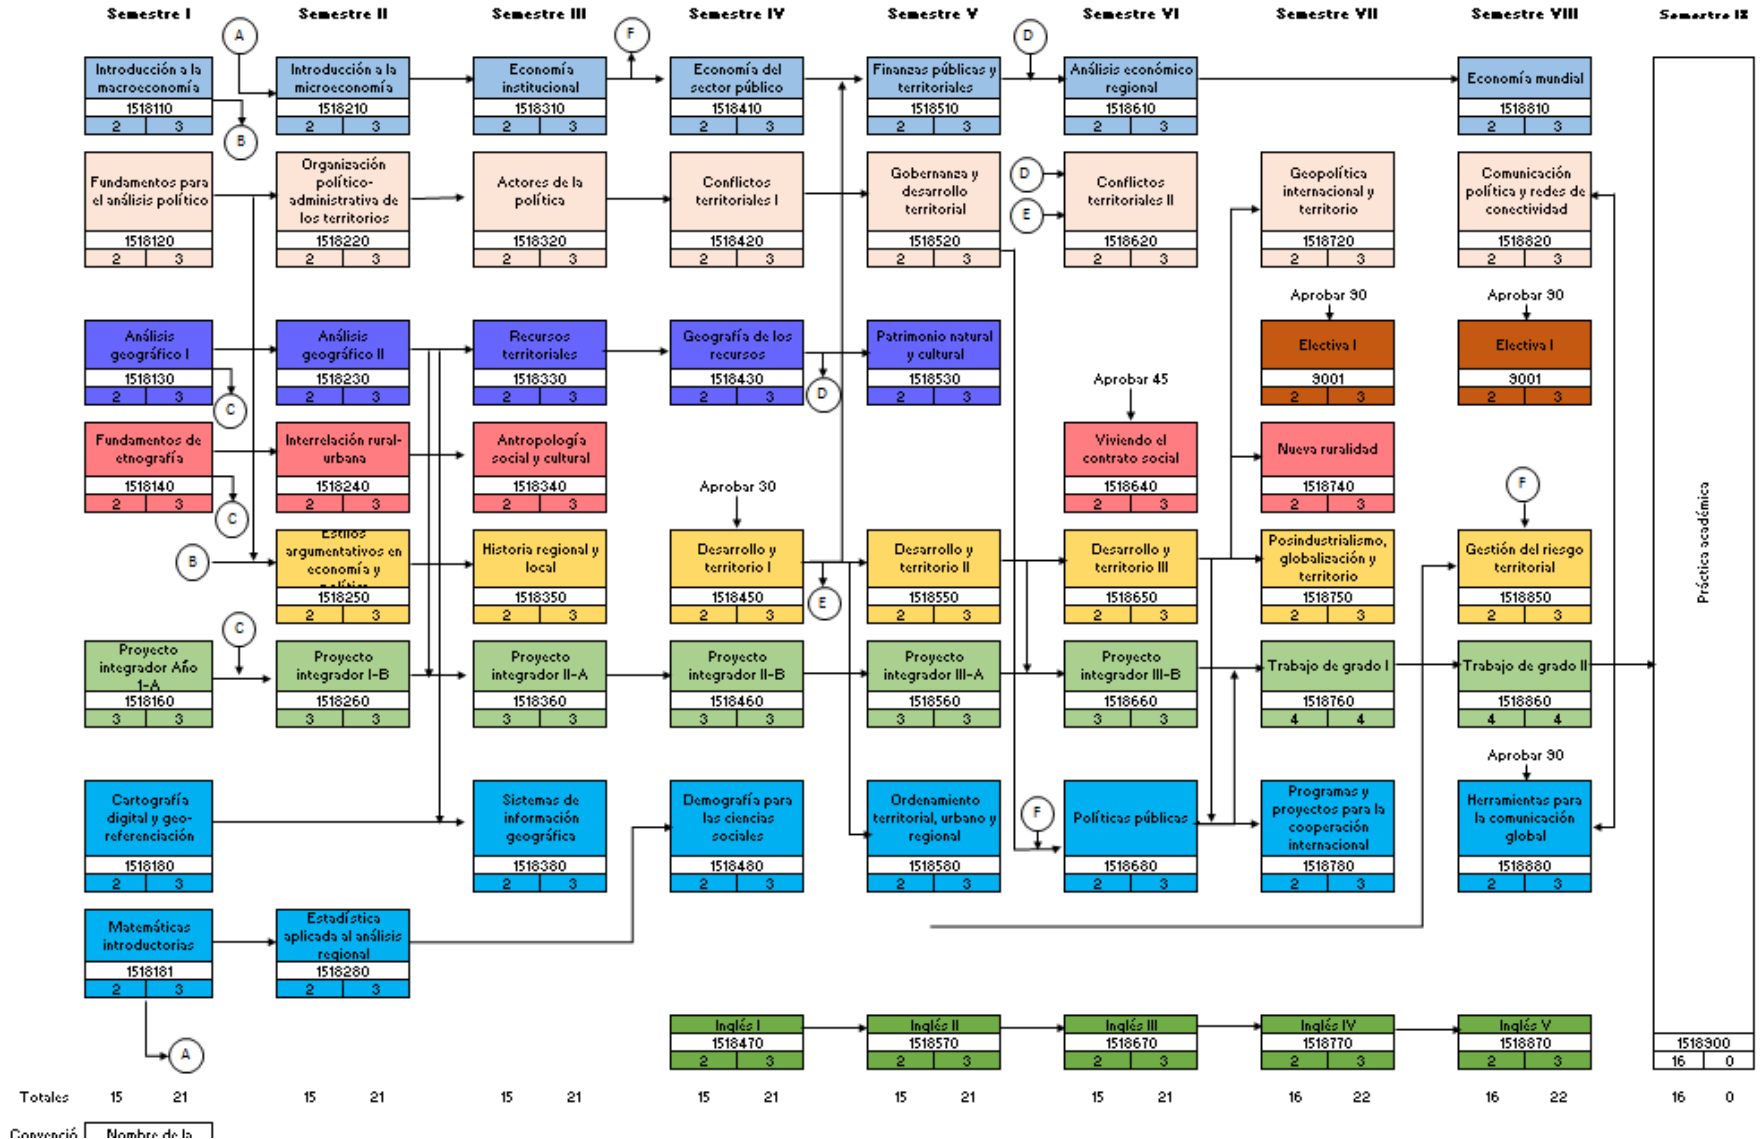 Semestre I Semestre II Semestre III Semestre IV Semestre V Semestre VI Semestre VII Semestre VIII Semestre IX
A
F
D
Introducción a la
macroeconomía
1518110
2 3
B
Introducción a la
microeconomía
1518210
2 3
Economía
institucional
1518310
2 3
Economía del
sector público
1518410
2 3
Finanzas públicas y
territoriales
1518510
2 3
Análisis económico
regional
1518610
2 3
Economía mundial
1518810
2 3
Fundamentos para
el análisis político
1518120
2 3
Organización
político-
administrativa de
los territorios
1518220
2 3
Actores de la
política
1518320
2 3
Conflictos
territoriales I
1518420
2 3
Gobernanza y
desarrollo
territorial
1518520
2 3
D
E
Conflictos
territoriales II
1518620
2 3
Geopolítica
internacional y
territorio
1518720
2 3
Comunicación
política y redes de
conectividad
1518820
2 3
Análisis
geográfico I
1518130
2 3
C
Análisis
geográfico II
1518230
2 3
Recursos
territoriales
1518330
2 3
Geografía de los
recursos
1518430
2 3
D
Patrimonio natural
y cultural
1518530
2 3
Aprobar 90
Electiva I
9001
2 3
Aprobar 90
Electiva I
9001
2 3
Fundamentos de
etnografía
1518140
2 3
C
Interrelación rural-
urbana
1518240
2 3
Antropología
social y cultural
1518340
2 3
Aprobar 45
Viviendo el
contrato social
1518640
2 3
Nueva ruralidad
1518740
2 3
B
Estilos
argumentativos en
economía y
política
1518250
2 3
Historia regional y
local
1518350
2 3
Aprobar 30
Desarrollo y
territorio I
1518450
2 3
E
Desarrollo y
territorio II
1518550
2 3
Desarrollo y
territorio III
1518650
2 3
Posindustrialismo,
globalización y
territorio
1518750
2 3
F
Gestión del riesgo
territorial
1518850
2 3
Proyecto
integrador Año
1-A
1518160
3 3
C
Proyecto
integrador I-B
1518260
3 3
Proyecto
integrador II-A
1518360
3 3
Proyecto
integrador II-B
1518460
3 3
Proyecto
integrador III-A
1518560
3 3
Proyecto
integrador III-B
1518660
3 3
Trabajo de grado I
1518760
4 4
Trabajo de grado II
1518860
4 4
Cartografía
digital y geo-
referenciación
1518180
2 3
Sistemas de
información
geográfica
1518380
2 3
Demografía para
las ciencias
sociales
1518480
2 3
Ordenamiento
territorial, urbano y
regional
1518580
2 3
F
Políticas públicas
1518680
2 3
Programas y
proyectos para la
cooperación
internacional
1518780
2 3
Aprobar 90
Herramientas para
la comunicación
global
1518880
2 3
Matemáticas
introductorias
1518181
2 3
A
Estadística
aplicada al análisis
regional
1518280
2 3
Inglés I
1518470
2 3
Inglés II
1518570
2 3
Inglés III
1518670
2 3
Inglés IV
1518770
2 3
Inglés V
1518870
2 3
Práctica académica
1518900
16 0
Totales 15 21 15 21 15 21 15 21 15 21 15 21 16 22 16 22 16 0
Convenció Nombre de la